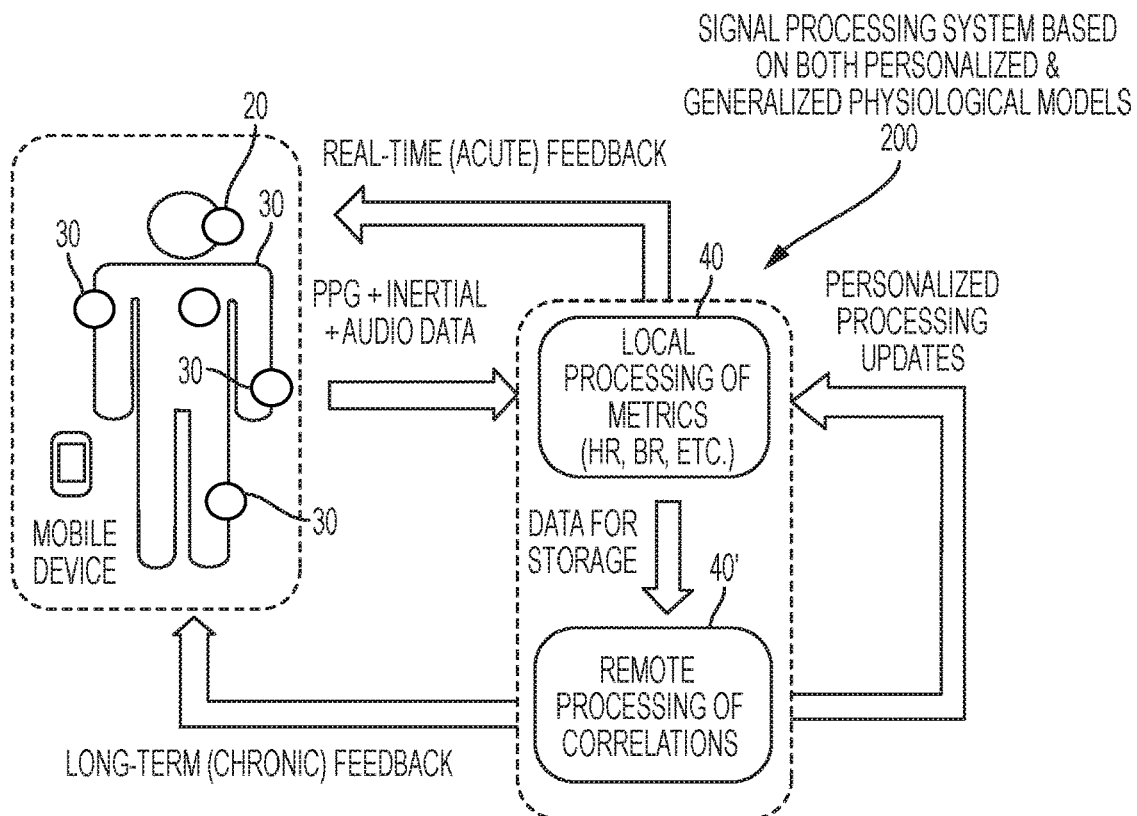 SIGNAL PROCESSING SYSTEM BASED
ON BOTH PERSONALIZED &
GENERALIZED PHYSIOLOGICAL MODELS
200
20
REAL-TIME (ACUTE) FEEDBACK
30
30
40
PPG + INERTIAL
+ AUDIO DATA
PERSONALIZED
PROCESSING
UPDATES
LOCAL
PROCESSING OF
METRICS
(HR, BR, ETC.)
30
30
MOBILE
DEVICE
DATA FOR
STORAGE
40'
REMOTE
PROCESSING OF
CORRELATIONS
LONG-TERM (CHRONIC) FEEDBACK